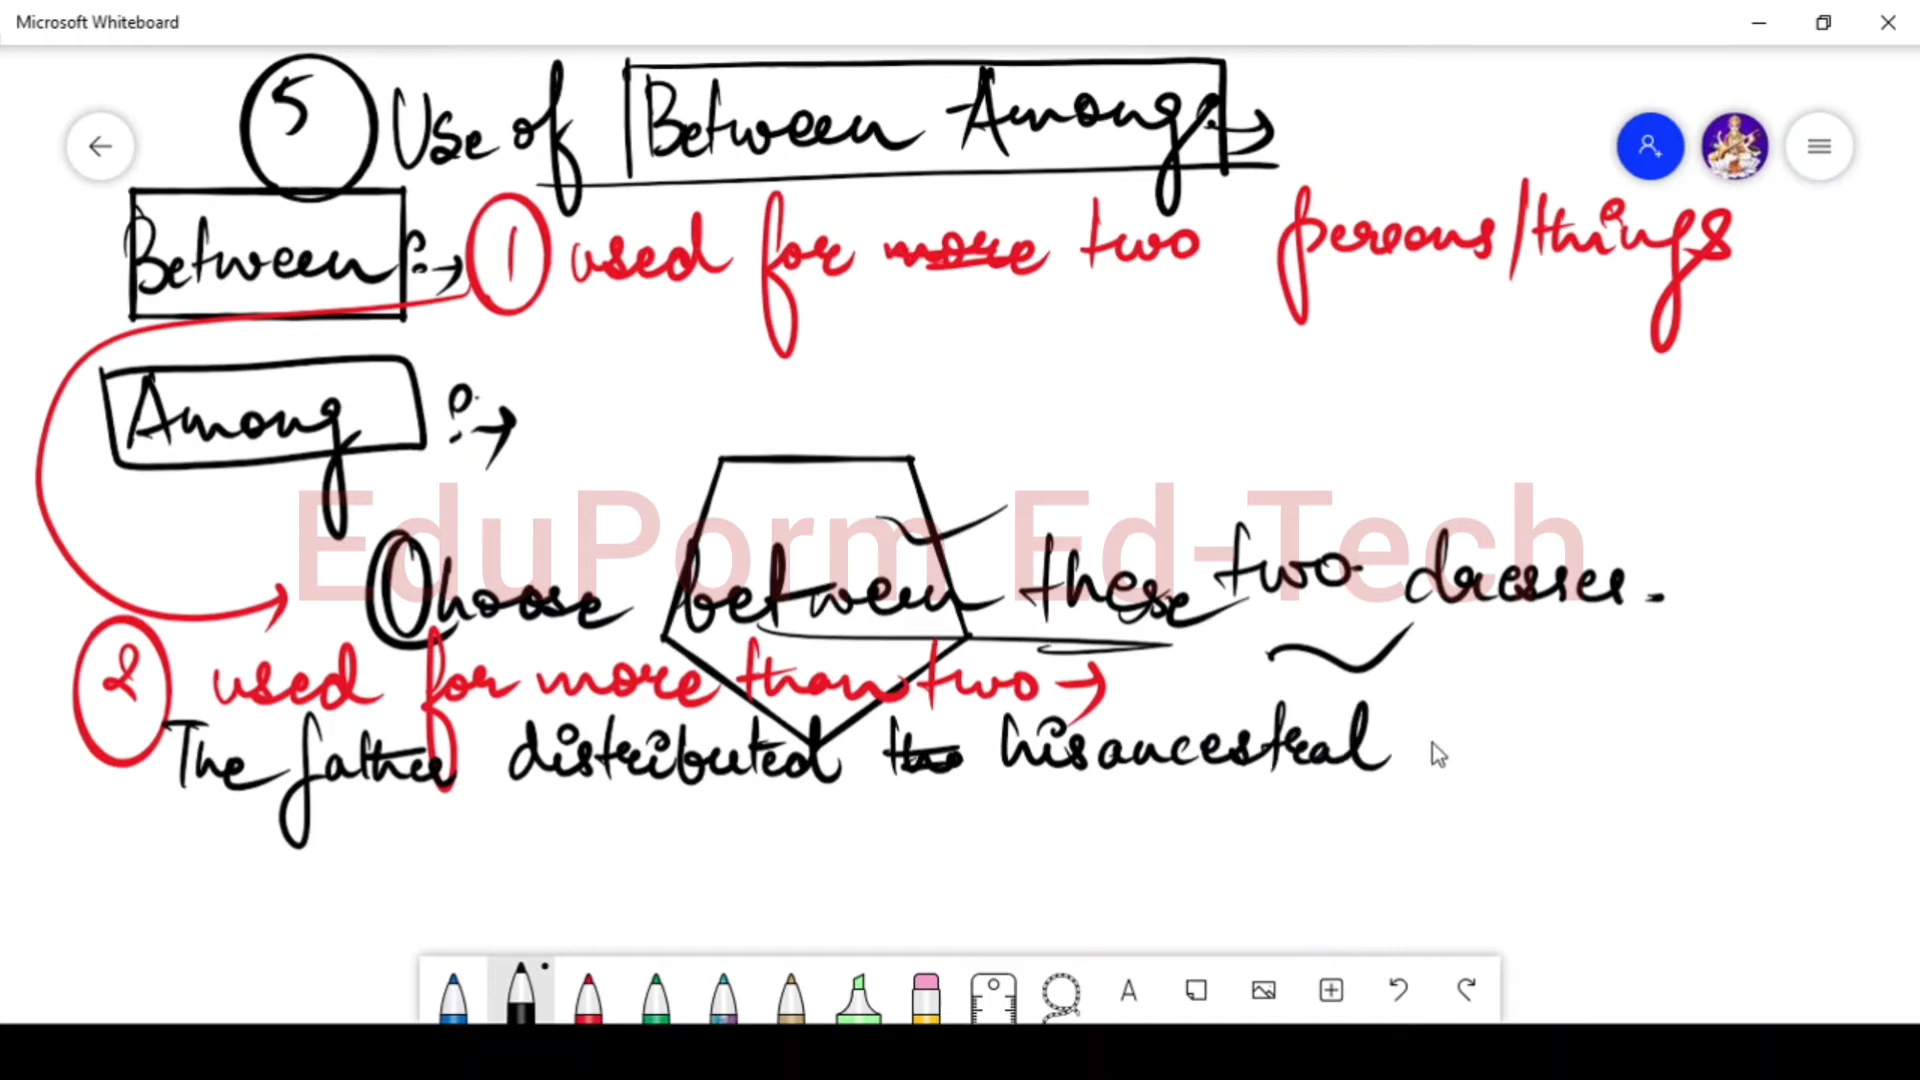 Microsoft Whiteboard
5 Use of Between Among :→
Between :→ 1 used for more two persons/things
Among :→
EduPorm Ed-Tech
Choose between these two dresses.
2 used for more than two →
The father distributed the his ancestral
A